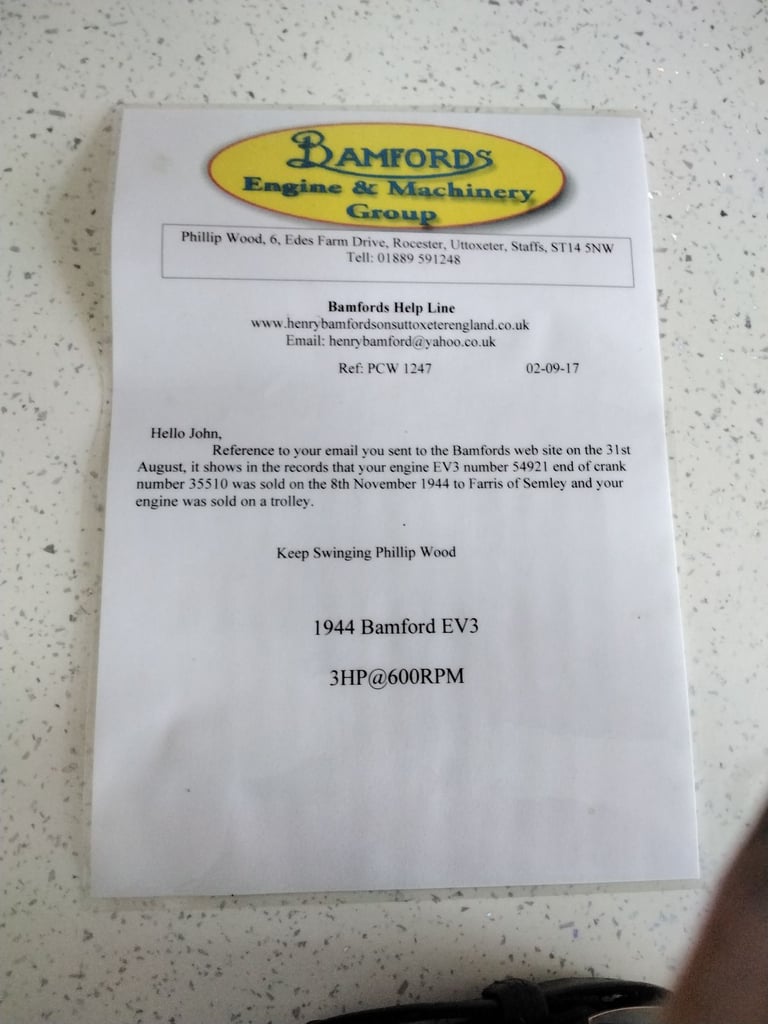 BAMFORDS
Engine & Machinery
Group
Phillip Wood, 6, Edes Farm Drive, Rocester, Uttoxeter, Staffs, ST14 5NW
Tell: 01889 591248
Bamfords Help Line
www.henrybamfordsonsuttoxeterengland.co.uk
Email: henrybamford@yahoo.co.uk
Ref: PCW 1247 02-09-17
Hello John,
Reference to your email you sent to the Bamfords web site on the 31st
August, it shows in the records that your engine EV3 number 54921 end of crank
number 35510 was sold on the 8th November 1944 to Farris of Semley and your
engine was sold on a trolley.
Keep Swinging Phillip Wood
1944 Bamford EV3
3HP@600RPM